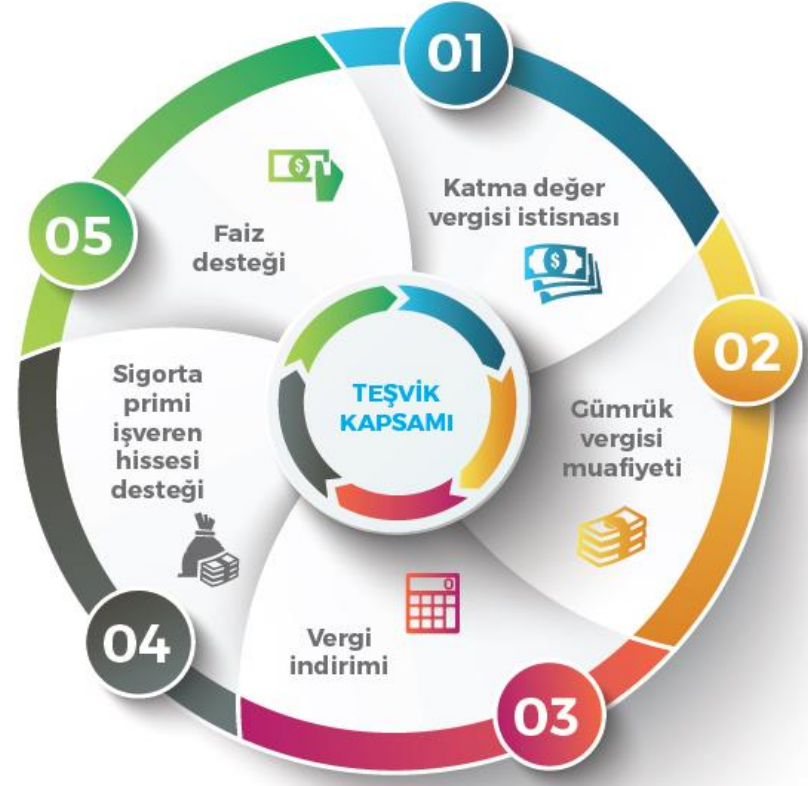 TEŞVİK
KAPSAMI
01
Katma değer
vergisi istisnası
02
Gümrük
vergisi
muafiyeti
03
Vergi
indirimi
04
Sigorta
primi
işveren
hissesi
desteği
05
Faiz
desteği